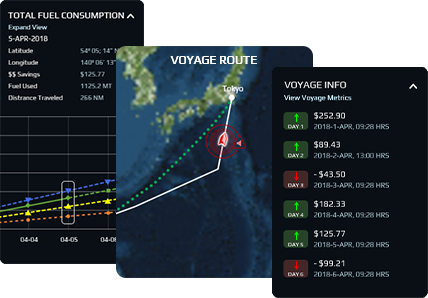 TOTAL FUEL CONSUMPTION
Expand View
5-APR-2018
Latitude 54° 05; 14" N
Longitude 140° 06' 13"
$$ Savings $125.77
Fuel Used 1125.2 MT
Distance Traveled 266 NM
04-04 04-05 04-0
VOYAGE ROUTE
Tokyo
VOYAGE INFO
View Voyage Metrics
DAY 1 $252.90
2018-1-APR, 09:28 HRS
DAY 2 $89.43
2018-2-APR, 13:00 HRS
DAY 3 - $43.50
2018-3-APR, 09:28 HRS
DAY 4 $182.33
2018-4-APR, 09:28 HRS
DAY 5 $125.77
2018-5-APR, 09:28 HRS
DAY 6 - $99.21
2018-6-APR, 09:28 HRS